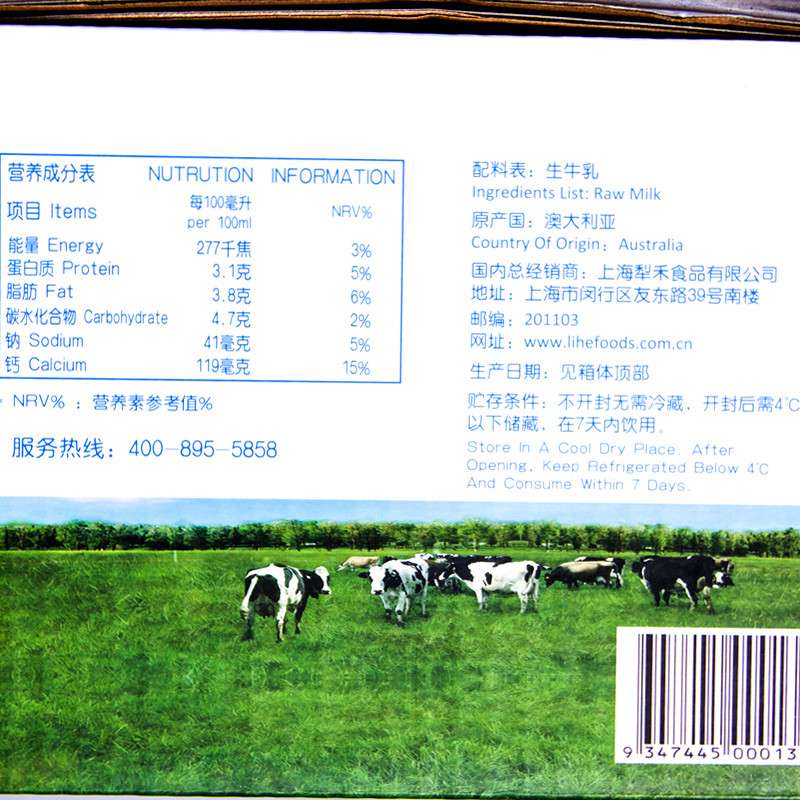 营养成分表 NUTRUTION INFORMATION
项目 Items 每100毫升 per 100ml NRV%
能量 Energy 277千焦 3%
蛋白质 Protein 3.1克 5%
脂肪 Fat 3.8克 6%
碳水化合物 Carbohydrate 4.7克 2%
钠 Sodium 41毫克 5%
钙 Calcium 119毫克 15%
NRV% : 营养素参考值%
服务热线: 400-895-5858
配料表: 生牛乳
Ingredients List: Raw Milk
原产国: 澳大利亚
Country Of Origin: Australia
国内总经销商: 上海犁禾食品有限公司
地址: 上海市闵行区友东路39号南楼
邮编: 201103
网址: www.lihefoods.com.cn
生产日期: 见箱体顶部
贮存条件: 不开封无需冷藏, 开封后需4℃
以下储藏, 在7天内饮用。
Store In A Cool Dry Place. After
Opening, Keep Refrigerated Below 4℃
And Consume Within 7 Days.
9 347445 00013